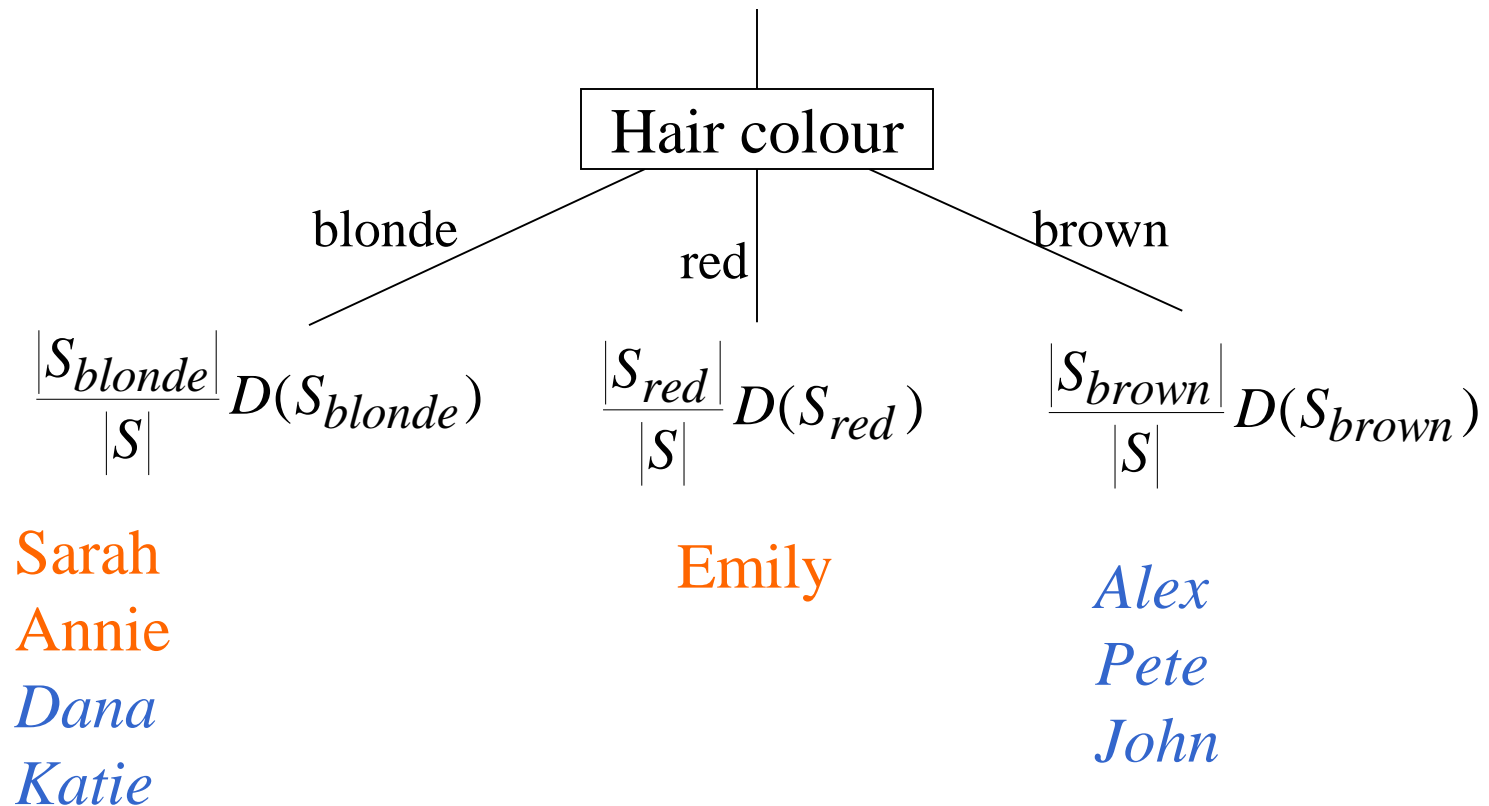 Hair colour
blonde
red
brown
|S_blonde| / |S| D(S_blonde)
|S_red| / |S| D(S_red)
|S_brown| / |S| D(S_brown)
Sarah
Annie
Dana
Katie
Emily
Alex
Pete
John